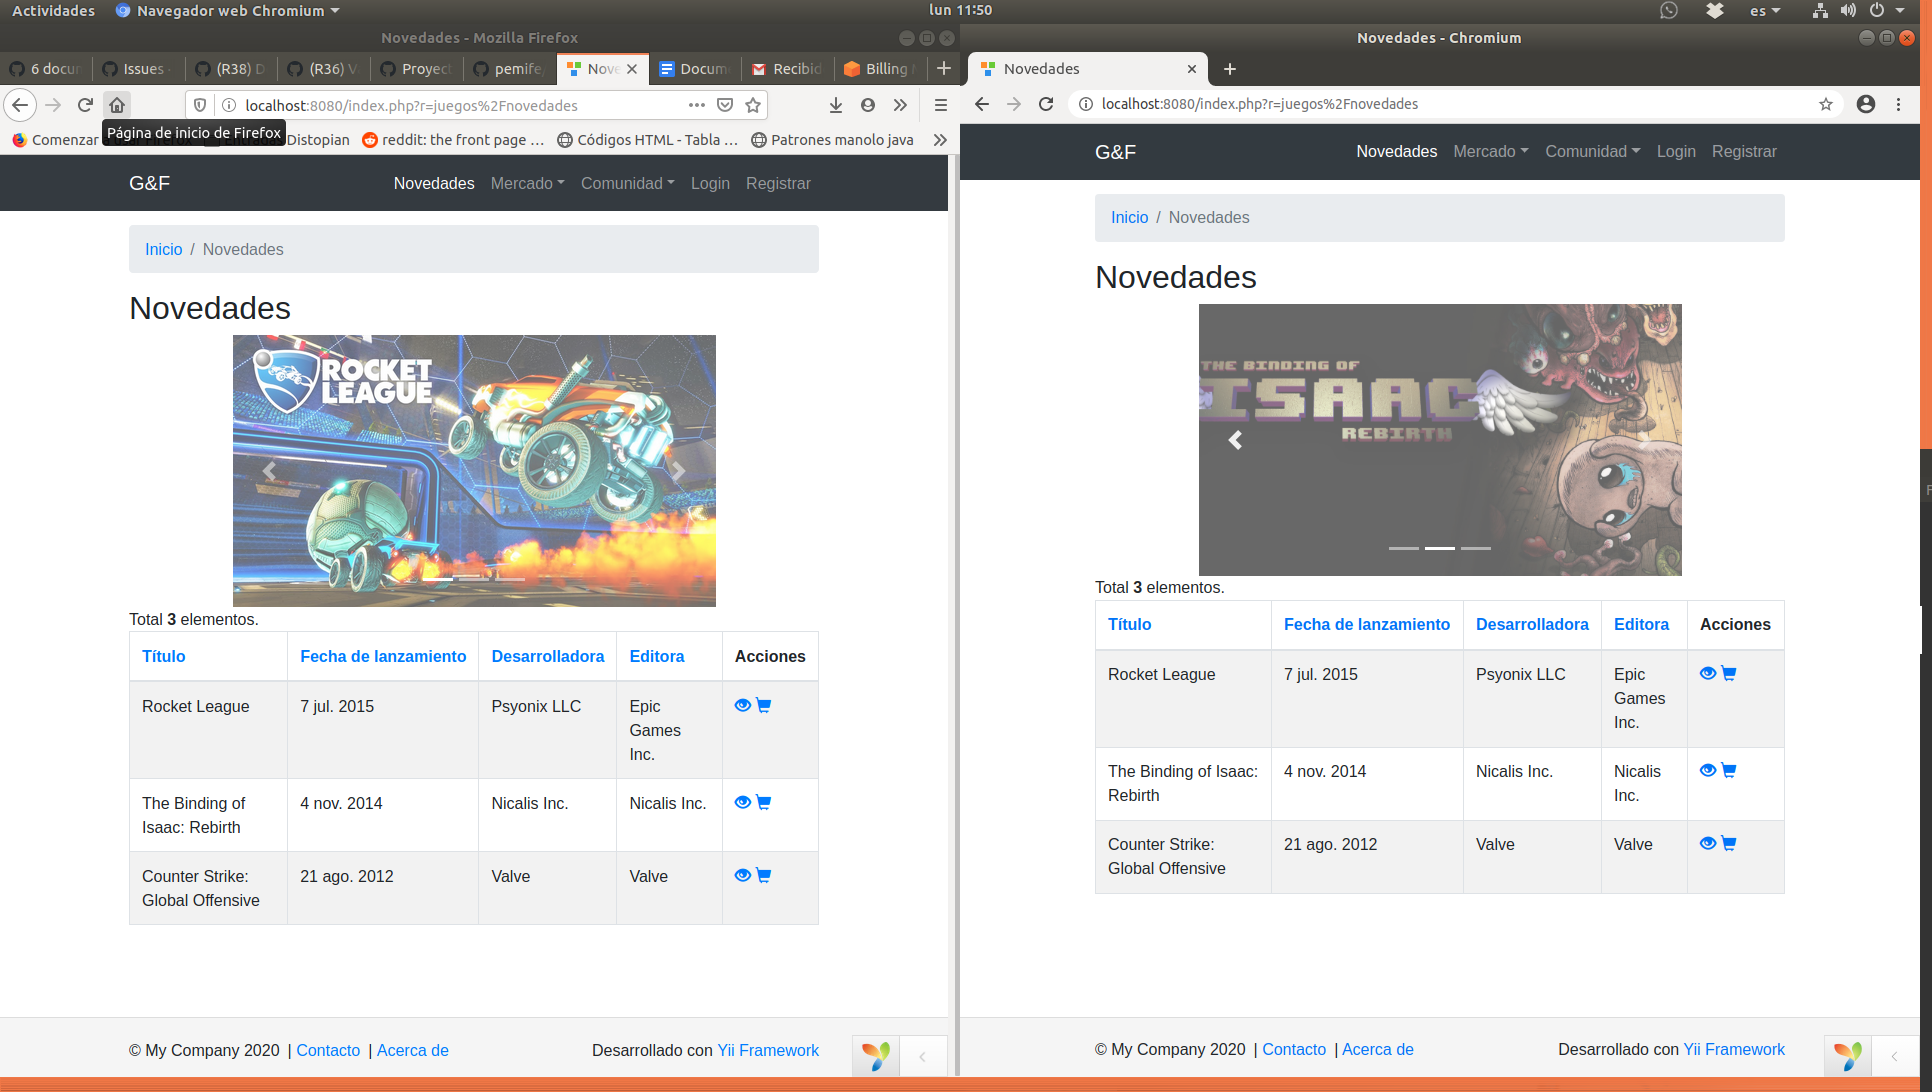 Actividades
Navegador web Chromium
lun 11:50
es
Novedades - Mozilla Firefox
6 docu
Issues
(R38) D
(R36) V
Proyect
pemife
Nove
Docum
Recibid
Billing
localhost:8080/index.php?r=juegos%2Fnovedades
Página de inicio de Firefox
Comenzar
Distopian
reddit: the front page ...
Códigos HTML - Tabla ...
Patrones manolo java
G&F
Novedades
Mercado
Comunidad
Login
Registrar
Inicio / Novedades
Novedades
ROCKET
LEAGUE
Total 3 elementos.
Título Fecha de lanzamiento Desarrolladora Editora Acciones
Rocket League 7 jul. 2015 Psyonix LLC Epic
Games
Inc.
The Binding of 4 nov. 2014 Nicalis Inc. Nicalis Inc.
Isaac: Rebirth
Counter Strike: 21 ago. 2012 Valve Valve
Global Offensive
© My Company 2020 | Contacto | Acerca de
Desarrollado con Yii Framework
Novedades - Chromium
Novedades
localhost:8080/index.php?r=juegos%2Fnovedades
G&F
Novedades
Mercado
Comunidad
Login
Registrar
Inicio / Novedades
Novedades
THE BINDING OF
ISAAC
REBIRTH
Total 3 elementos.
Título Fecha de lanzamiento Desarrolladora Editora Acciones
Rocket League 7 jul. 2015 Psyonix LLC Epic
Games
Inc.
The Binding of Isaac: 4 nov. 2014 Nicalis Inc. Nicalis
Rebirth Inc.
Counter Strike: 21 ago. 2012 Valve Valve
Global Offensive
© My Company 2020 | Contacto | Acerca de
Desarrollado con Yii Framework